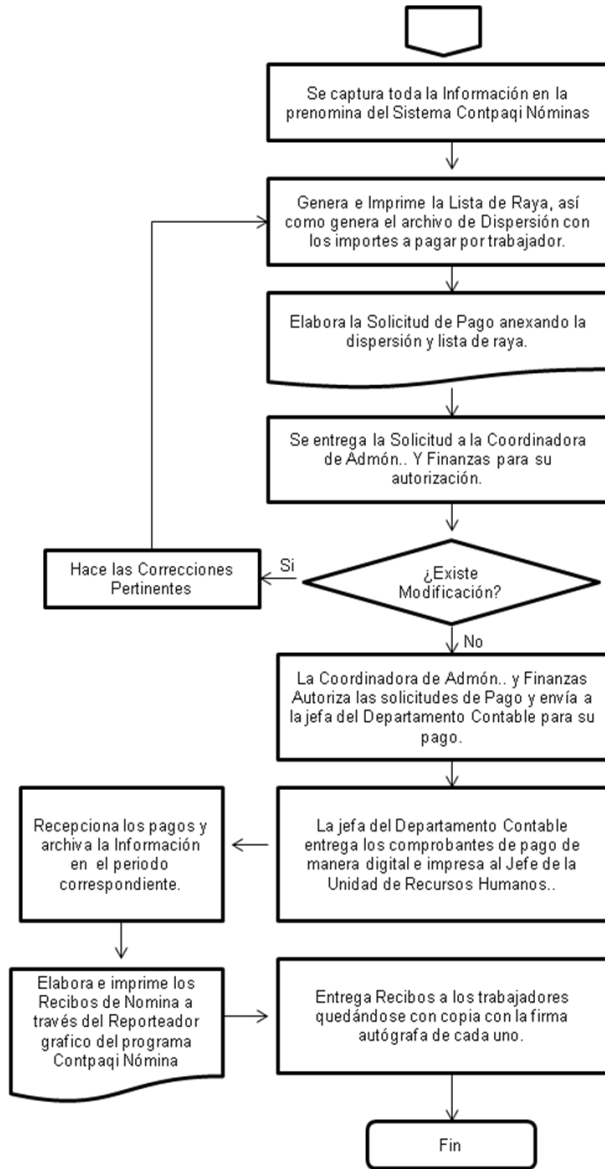 Se captura toda la Información en la
prenomina del Sistema Contpaqi Nóminas
Genera e Imprime la Lista de Raya, así
como genera el archivo de Dispersión con
los importes a pagar por trabajador.
Elabora la Solicitud de Pago anexando la
dispersión y lista de raya.
Se entrega la Solicitud a la Coordinadora
de Admón.. Y Finanzas para su
autorización.
¿Existe
Modificación?
Si
Hace las Correcciones
Pertinentes
No
La Coordinadora de Admón.. y Finanzas
Autoriza las solicitudes de Pago y envía a
la jefa del Departamento Contable para su
pago.
La jefa del Departamento Contable
entrega los comprobantes de pago de
manera digital e impresa al Jefe de la
Unidad de Recursos Humanos..
Recepciona los pagos y
archiva la Información
en el periodo
correspondiente.
Elabora e imprime los
Recibos de Nomina a
través del Reporteador
grafico del programa
Contpaqi Nómina
Entrega Recibos a los trabajadores
quedándose con copia con la firma
autógrafa de cada uno.
Fin